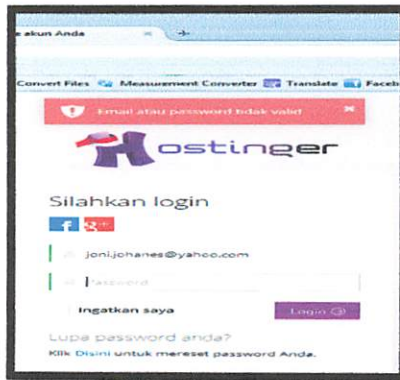 e akun Anda
Convert Files Measurement Converter Translate Faceb
Email atau password tidak valid
Hostinger
Silahkan login
f g+
joni.johanes@yahoo.com
Password
Ingatkan saya Login
Lupa password anda?
Klik Disini untuk mereset password Anda.